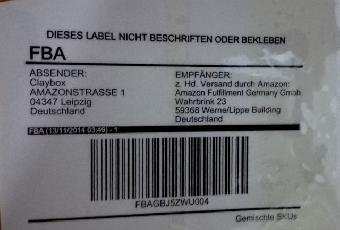 DIESES LABEL NICHT BESCHRIFTEN ODER BEKLEBEN
FBA
ABSENDER:
Claybox
AMAZONSTRASSE 1
04347 Leipzig
Deutschland
EMPFÄNGER:
z. Hd. Versand durch Amazon:
Amazon Fulfillment Germany GmbH
Wahrbrink 23
59368 Werne/Lippe Building
Deutschland
FBA (13/11/2014 03:49) - 1
FBAGBJ5ZWU004
Gemischte SKUs